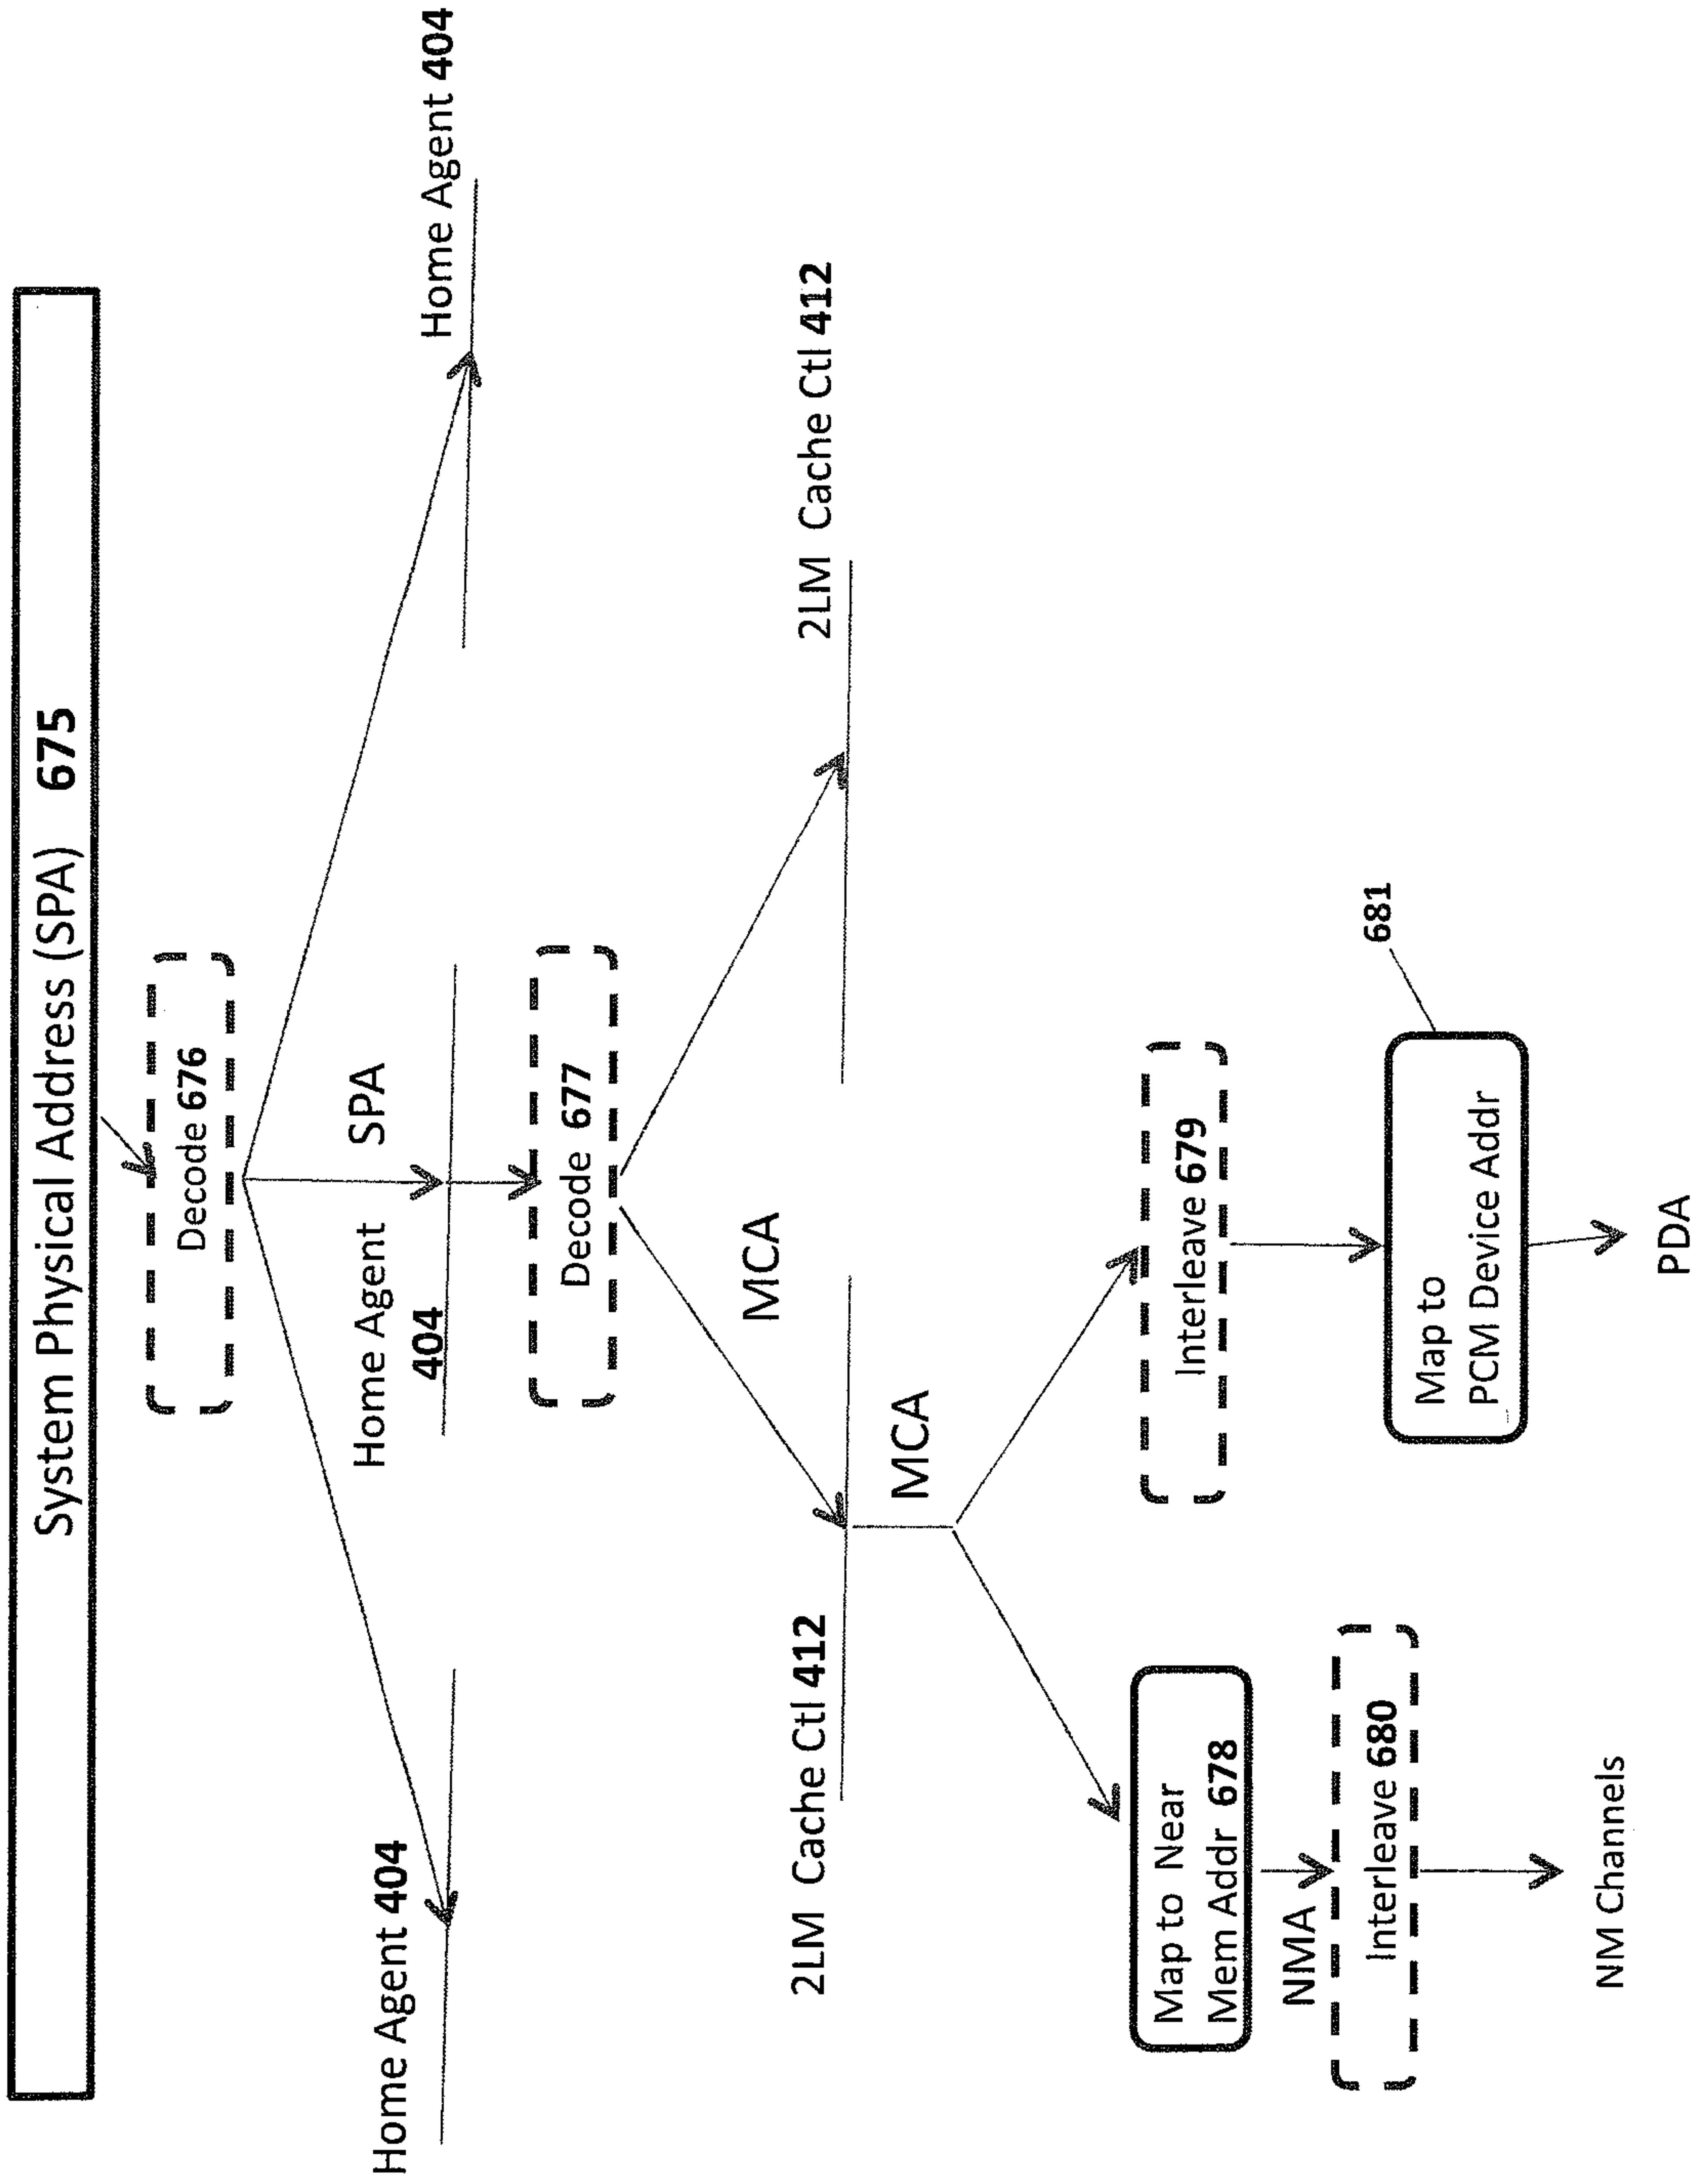 System Physical Address (SPA) 675
Decode 676
Home Agent 404
Home Agent
404
SPA
Home Agent 404
Decode 677
MCA
2LM Cache Ctl 412
2LM Cache Ctl 412
MCA
Map to Near
Mem Addr 678
Interleave 679
NMA
Interleave 680
681
Map to
PCM Device Addr
NM Channels
PDA